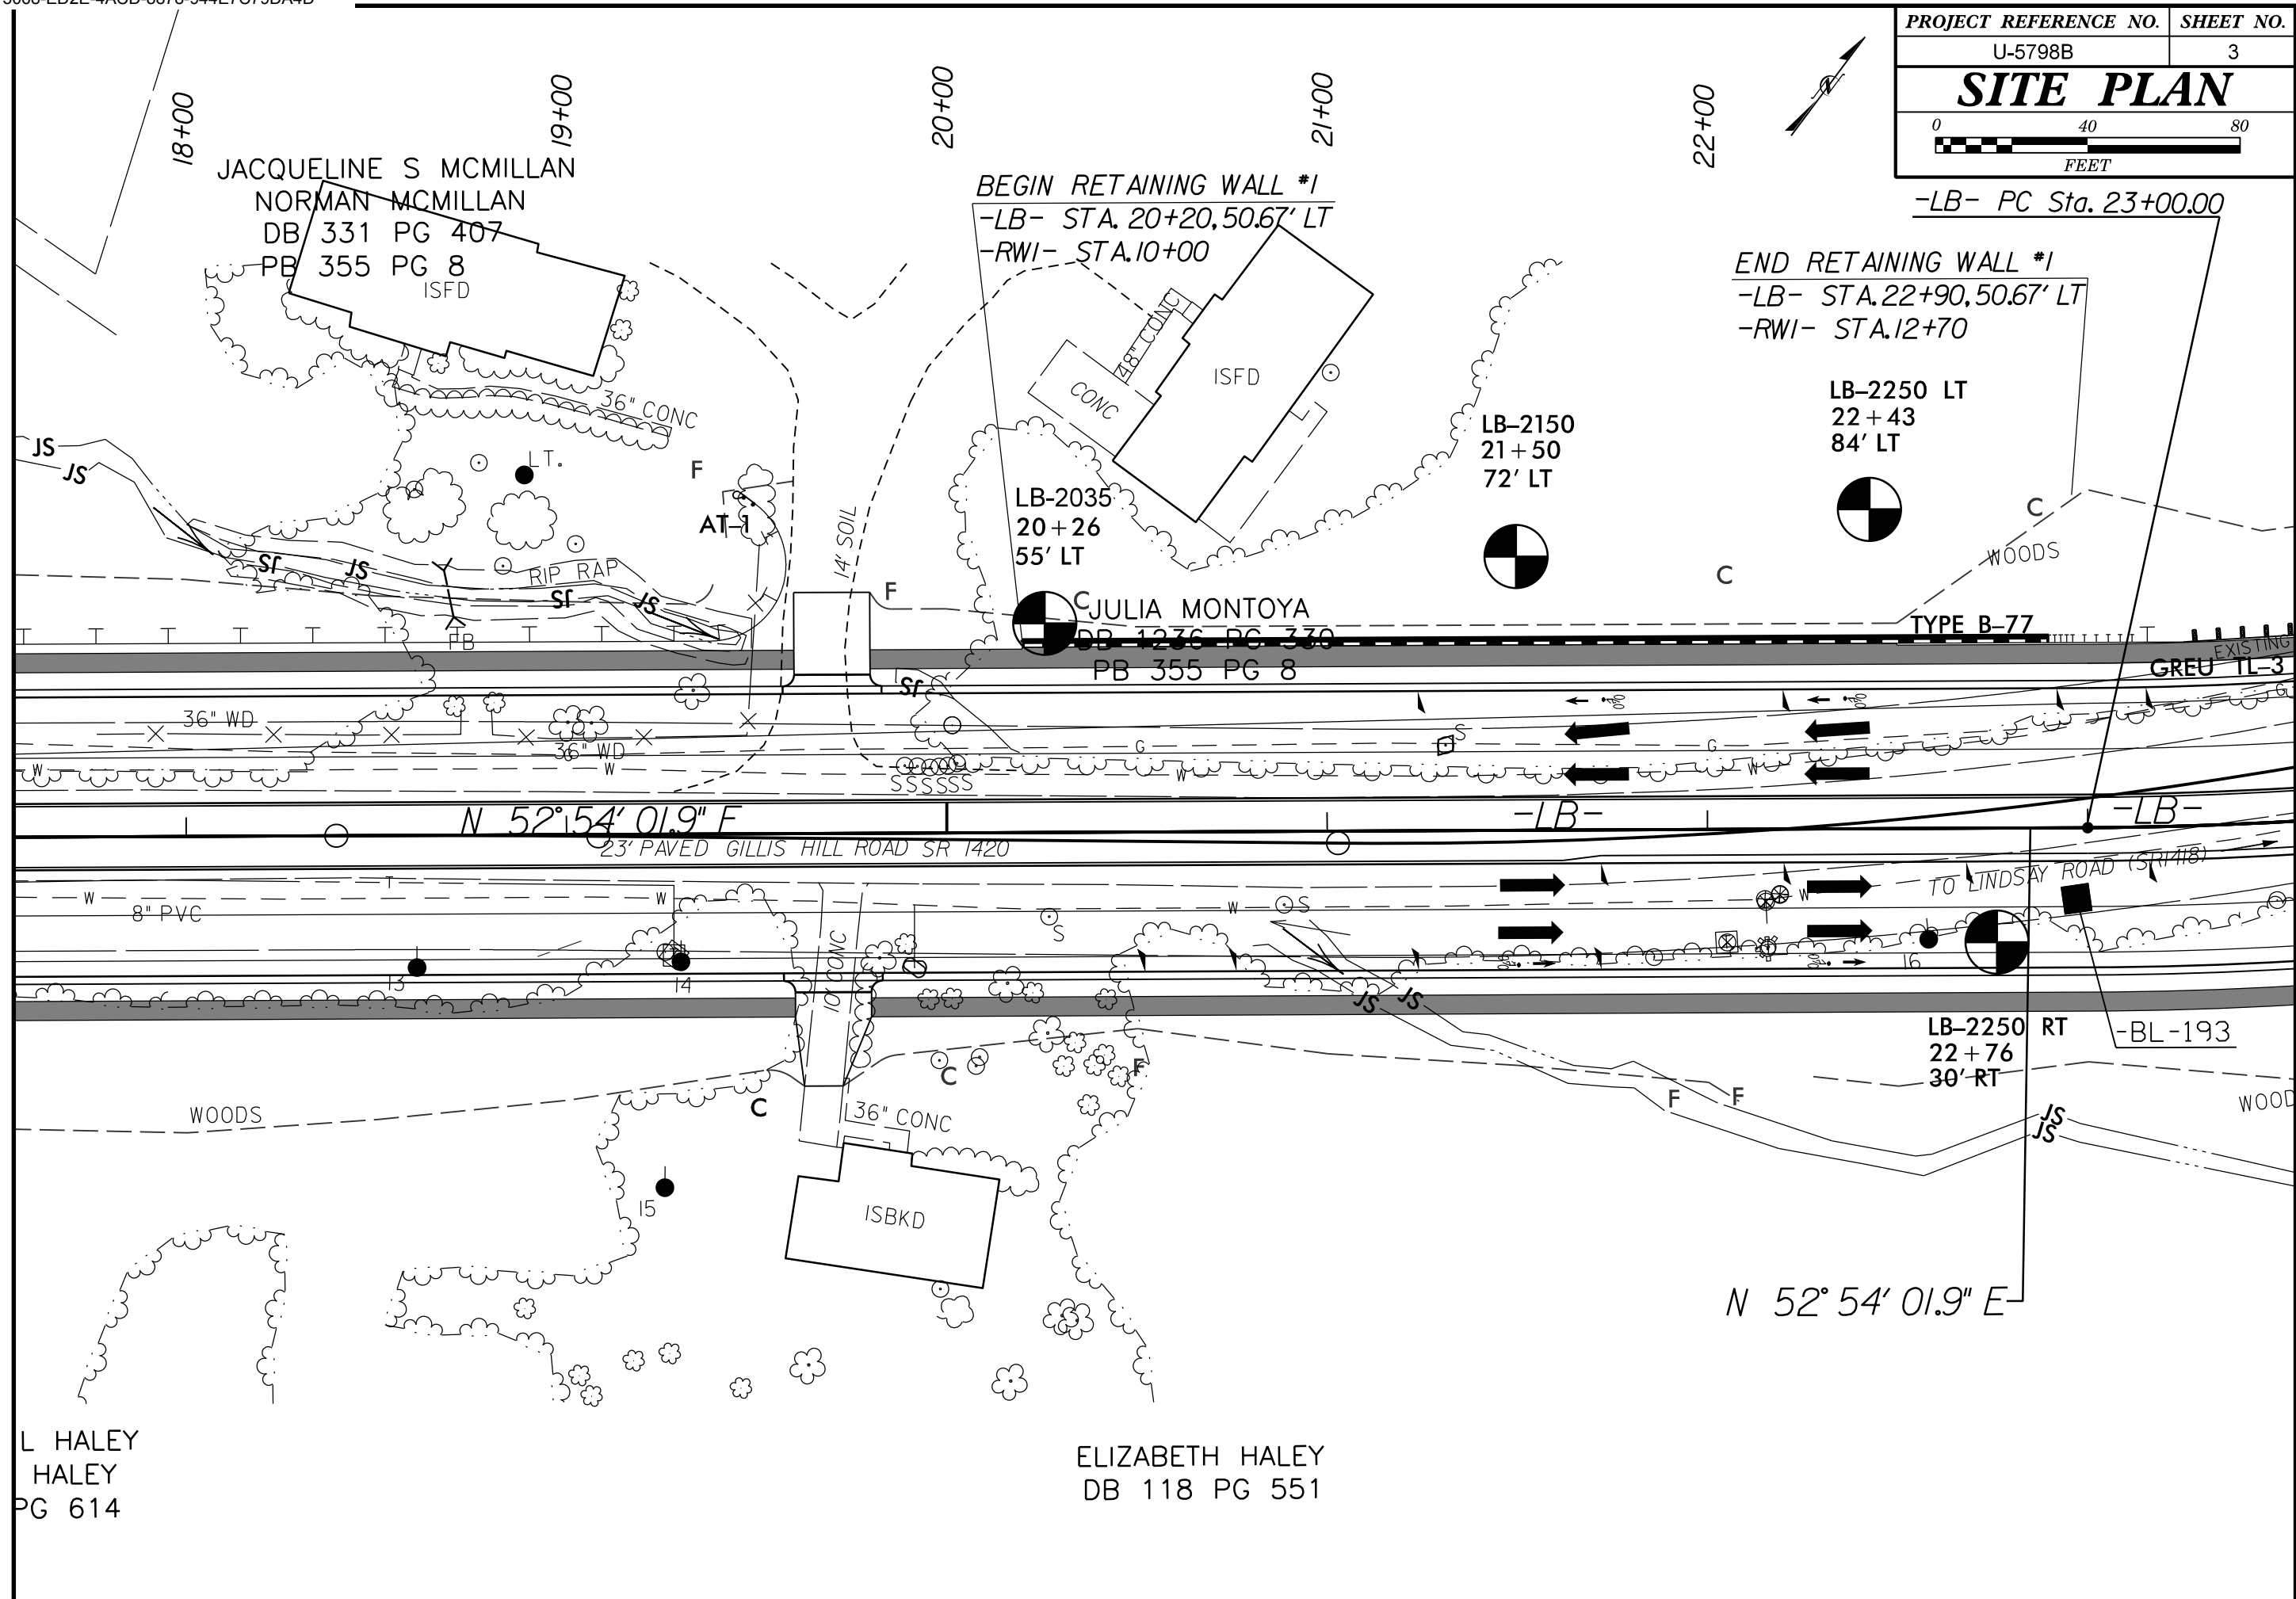 PROJECT REFERENCE NO. SHEET NO.
U-5798B 3
SITE PLAN
0 40 80
FEET
18+00
19+00
20+00
21+00
22+00
N
JACQUELINE S MCMILLAN
NORMAN MCMILLAN
DB 331 PG 407
PB 355 PG 8
ISFD
BEGIN RETAINING WALL #1
-LB- STA. 20+20, 50.67' LT
-RW1- STA. 10+00
-LB- PC Sta. 23+00.00
END RETAINING WALL #1
-LB- STA. 22+90, 50.67' LT
-RW1- STA. 12+70
48" CONC
CONC
ISFD
36" CONC
LB-2250 LT
22+43
84' LT
LB-2150
21+50
72' LT
LB-2035
20+26
55' LT
JS
JS
LT.
F
AT-1
14' SOIL
C
WOODS
JS
JS
RIP RAP
JS
JS
F
C
C
FB
JULIA MONTOYA
DB 1236 PG 330
PB 355 PG 8
TYPE B-77
EXISTING
GREU TL-3
JS
36" WD
36" WD
G
S
G
G
W
W
W
W
SSSSSS
N 52° 54' 01.9" E
-LB-
-LB-
23' PAVED GILLIS HILL ROAD SR 1420
TO LINDSAY ROAD (SR1418)
T
W
W
W
W
8" PVC
S
S
10' CONC
13
14
16
JS
JS
LB-2250 RT
22+76
30' RT
-BL-193
C
F
C
F
F
WOODS
36" CONC
JS
JS
WOOD
15
ISBKD
N 52° 54' 01.9" E
L HALEY
HALEY
PG 614
ELIZABETH HALEY
DB 118 PG 551